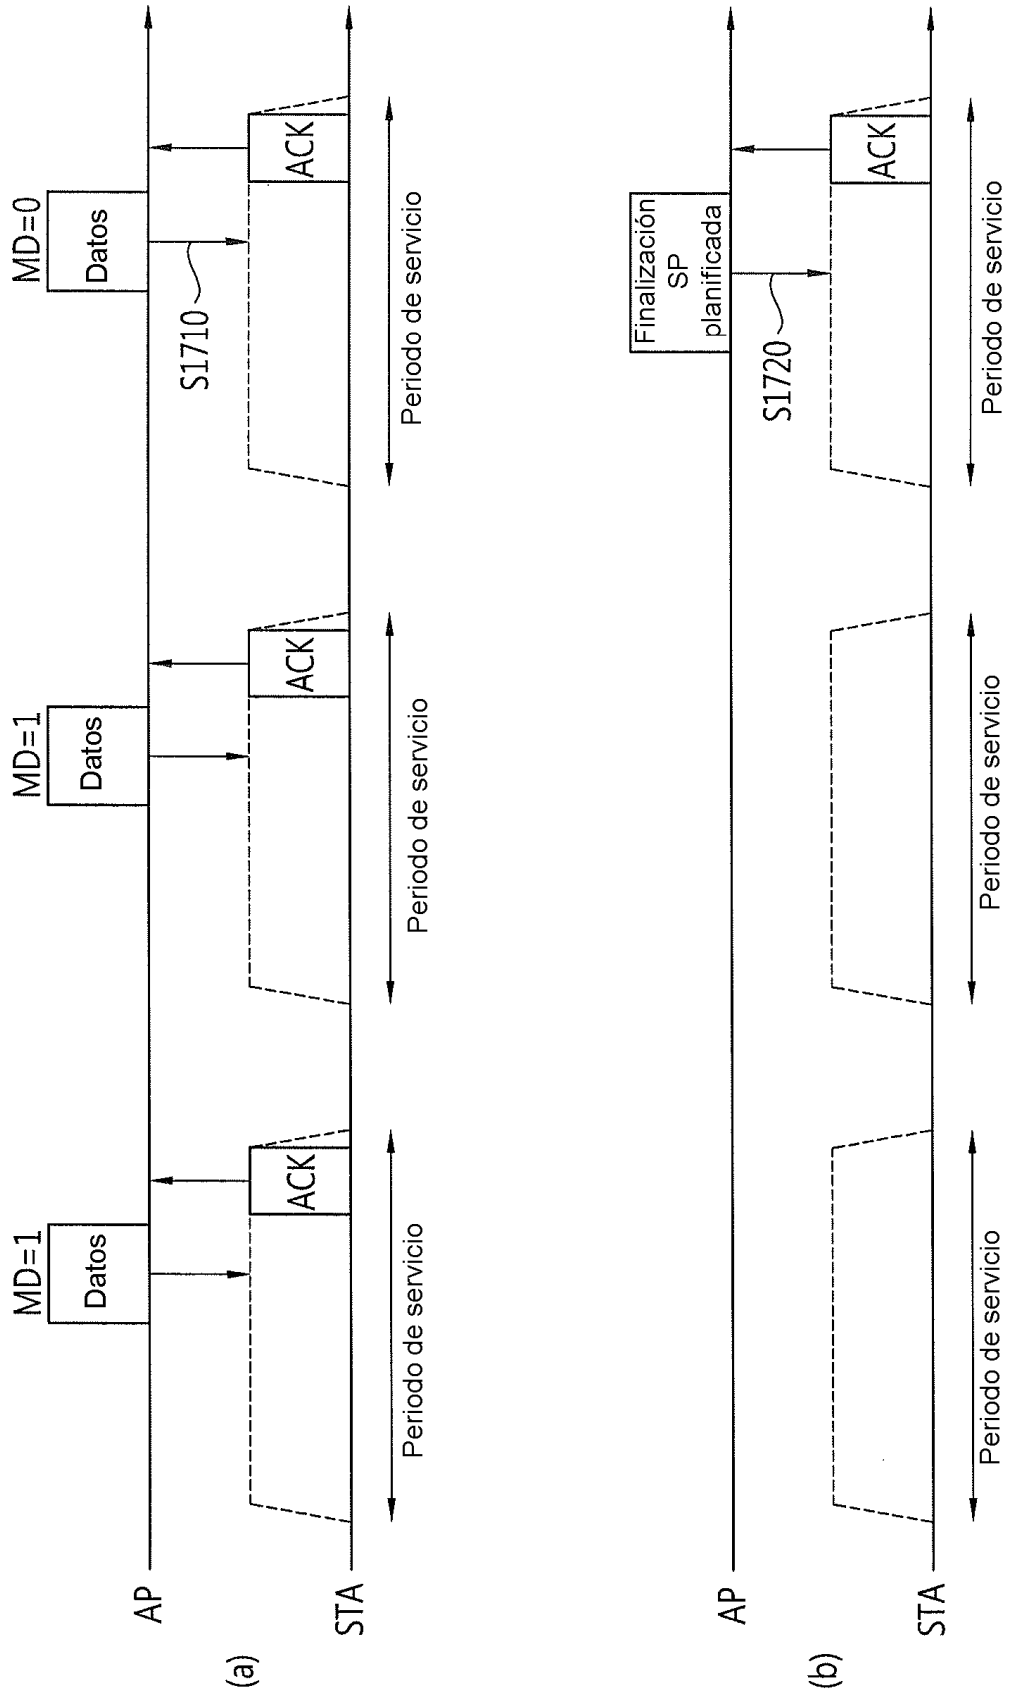 (a)
AP
STA
MD=1
Datos
ACK
Periodo de servicio
MD=1
Datos
ACK
Periodo de servicio
MD=0
Datos
S1710
ACK
Periodo de servicio
(b)
AP
STA
Periodo de servicio
Periodo de servicio
Finalización
SP
planificada
S1720
ACK
Periodo de servicio